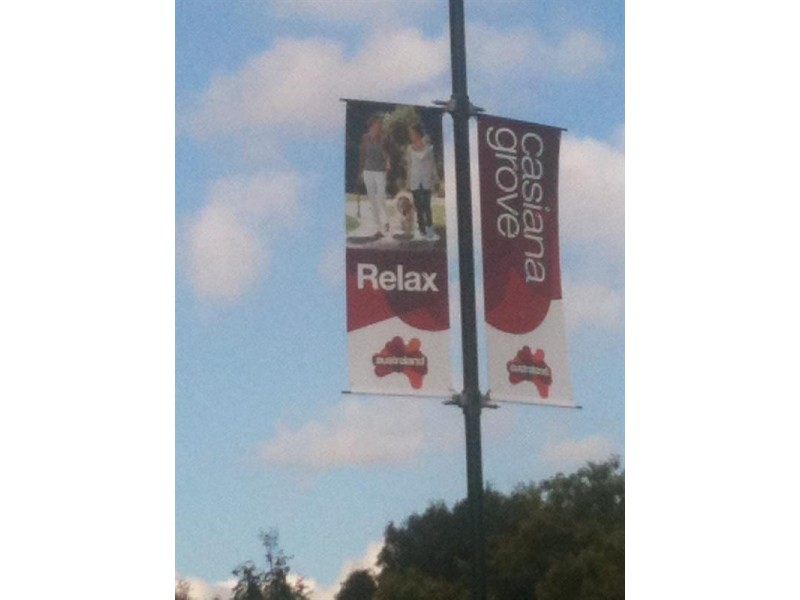 Relax
australand
casiana
grove
australand